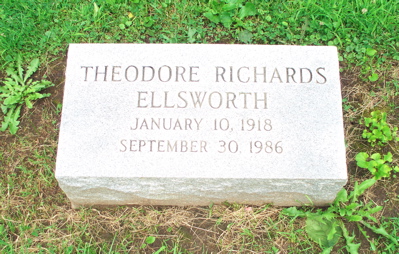 THEODORE RICHARDS
ELLSWORTH
JANUARY 10, 1918
SEPTEMBER 30, 1986